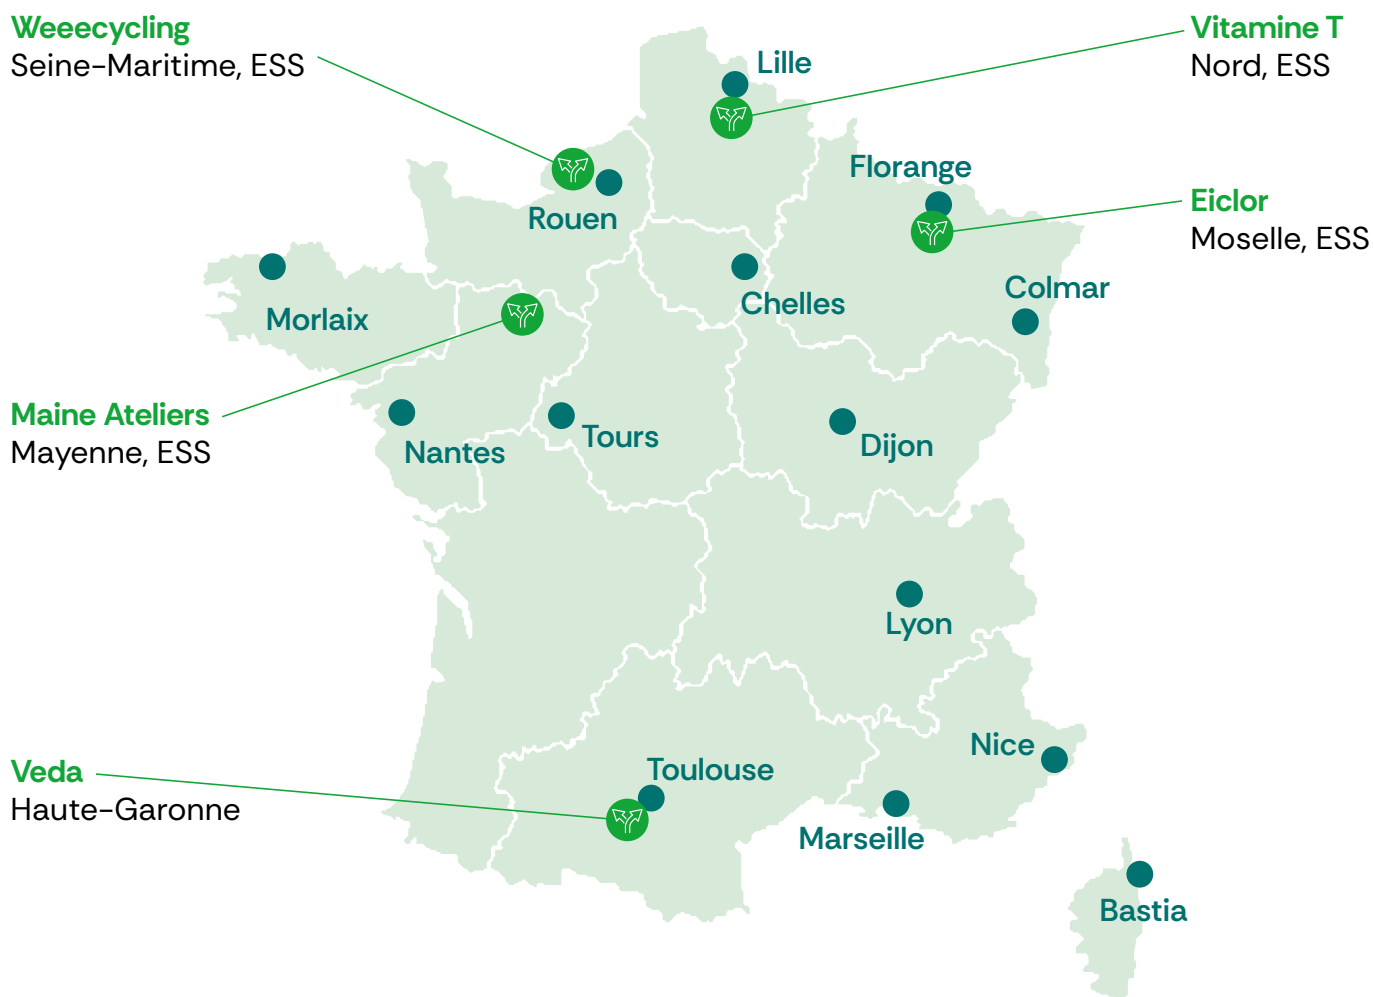 Weeecycling
Seine-Maritime, ESS
Vitamine T
Nord, ESS
Lille
Florange
Eiclor
Moselle, ESS
Rouen
Colmar
Chelles
Morlaix
Maine Ateliers
Mayenne, ESS
Nantes
Tours
Dijon
Lyon
Nice
Veda
Haute-Garonne
Toulouse
Marseille
Bastia